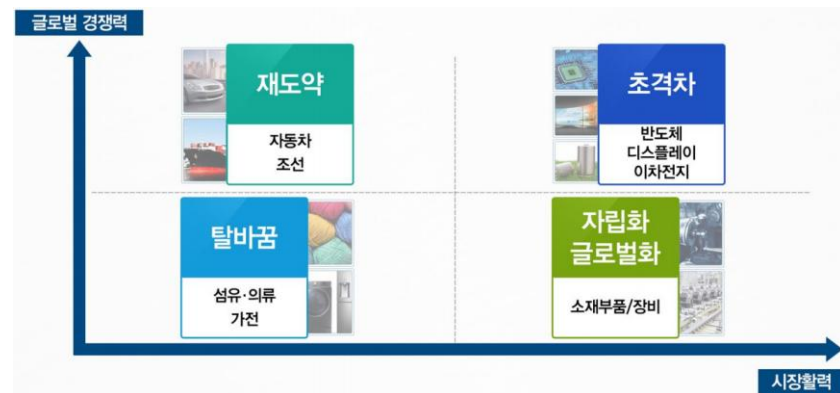 글로벌 경쟁력
재도약
자동차
조선
초격차
반도체
디스플레이
이차전지
탈바꿈
섬유·의류
가전
자립화
글로벌화
소재부품/장비
시장활력